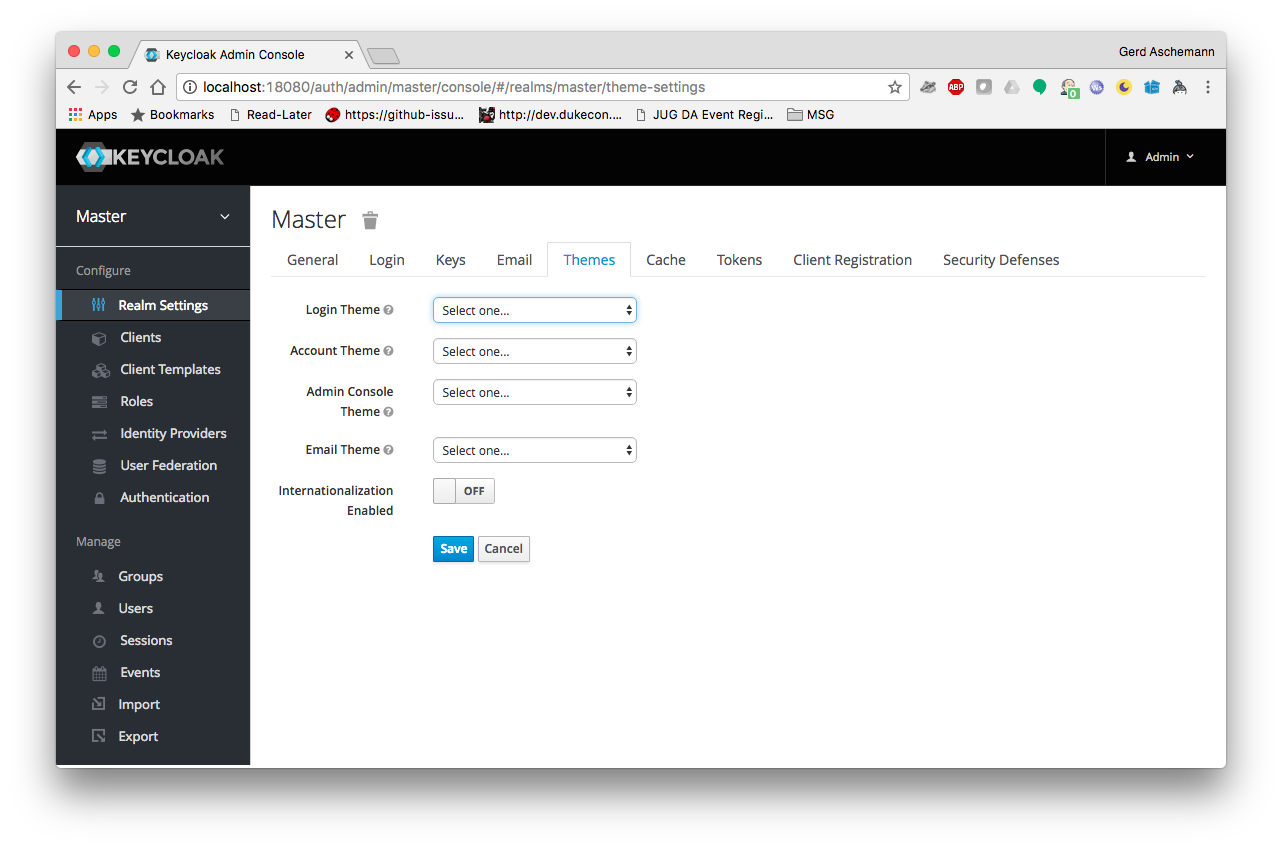 Keycloak Admin Console
Gerd Aschemann
localhost:18080/auth/admin/master/console/#/realms/master/theme-settings
ABP
0
Ws
Apps
Bookmarks
Read-Later
https://github-issu...
http://dev.dukecon....
JUG DA Event Regi...
MSG
KEYCLOAK
Admin
Master
Configure
Realm Settings
Clients
Client Templates
Roles
Identity Providers
User Federation
Authentication
Manage
Groups
Users
Sessions
Events
Import
Export
Master
General Login Keys Email Themes Cache Tokens Client Registration Security Defenses
Login Theme Select one...
Account Theme Select one...
Admin Console
Theme Select one...
Email Theme Select one...
Internationalization
Enabled OFF
Save Cancel